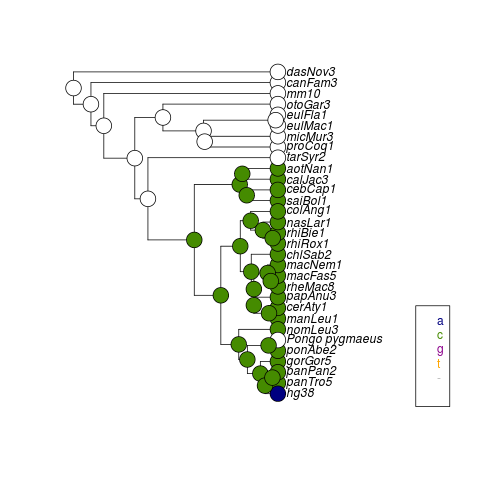 dasNov3
canFam3
mm10
otoGar3
eulFla1
eulMac1
micMur3
proCoq1
tarSyr2
aotNan1
calJac3
cebCap1
saiBol1
colAng1
nasLar1
rhiBie1
rhiRox1
chlSab2
macNem1
macFas5
rheMac8
papAnu3
cerAty1
manLeu1
nomLeu3
Pongo pygmaeus
ponAbe2
gorGor5
panPan2
panTro5
hg38
a
c
g
t
-